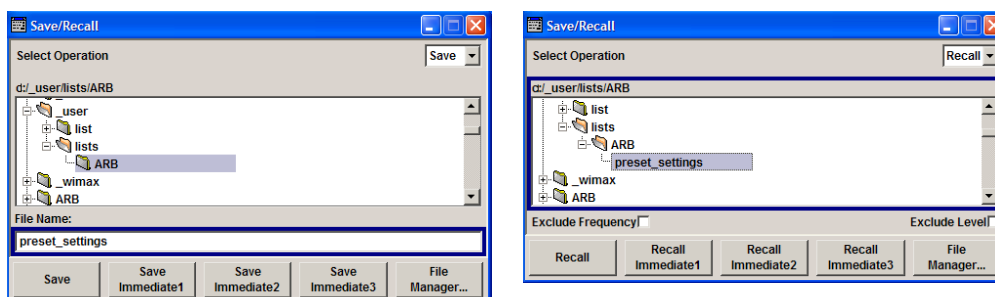 Save/Recall
Select Operation
Save
d:/_user/lists/ARB
_user
list
lists
ARB
_wimax
ARB
File Name:
preset_settings
Save
Save Immediate1
Save Immediate2
Save Immediate3
File Manager...
Save/Recall
Select Operation
Recall
d:/_user/lists/ARB
list
lists
ARB
preset_settings
_wimax
ARB
Exclude Frequency
Exclude Level
Recall
Recall Immediate1
Recall Immediate2
Recall Immediate3
File Manager...